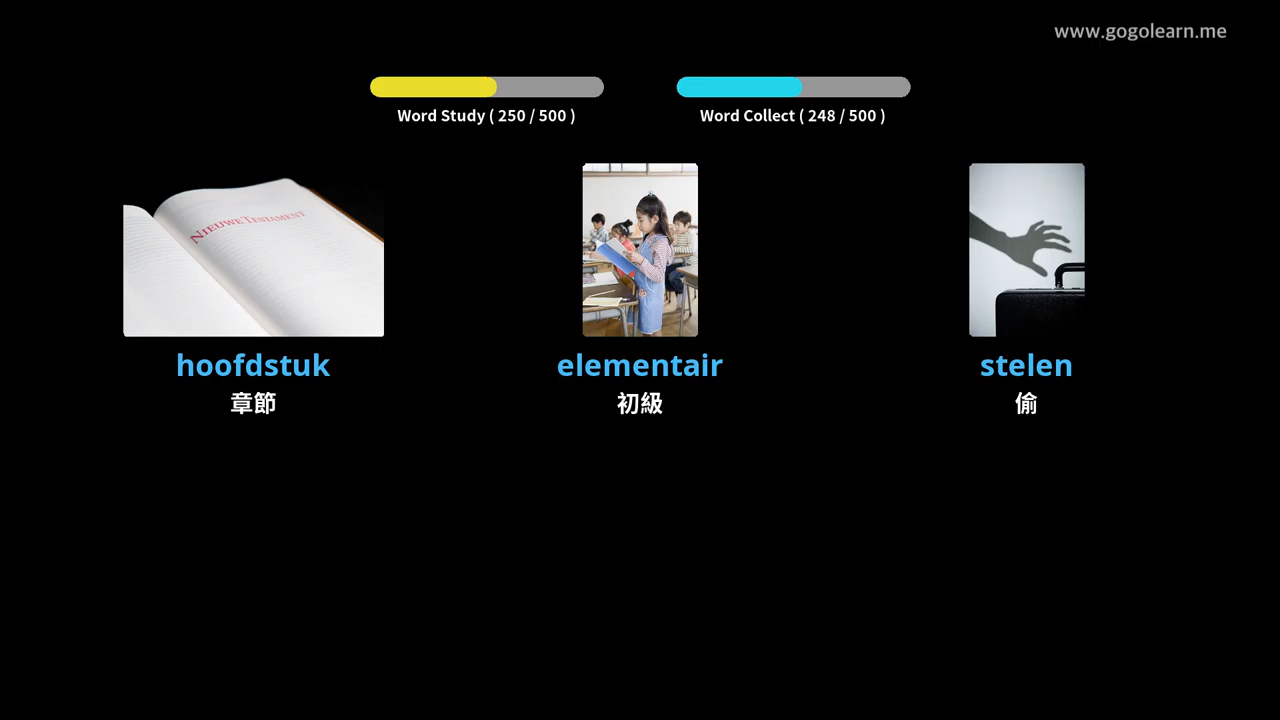 www.gogolearn.me
Word Study ( 250 / 500 )
Word Collect ( 248 / 500 )
NIEUWE TESTAMENT
hoofdstuk
elementair
stelen
章節
初級
偷